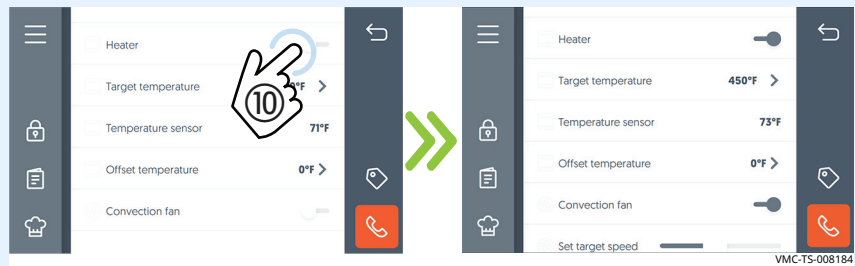 Heater
Target temperature °F
Temperature sensor 71°F
Offset temperature 0°F
Convection fan
10
Heater
Target temperature 450°F
Temperature sensor 73°F
Offset temperature 0°F
Convection fan
Set target speed
VMC-TS-008184